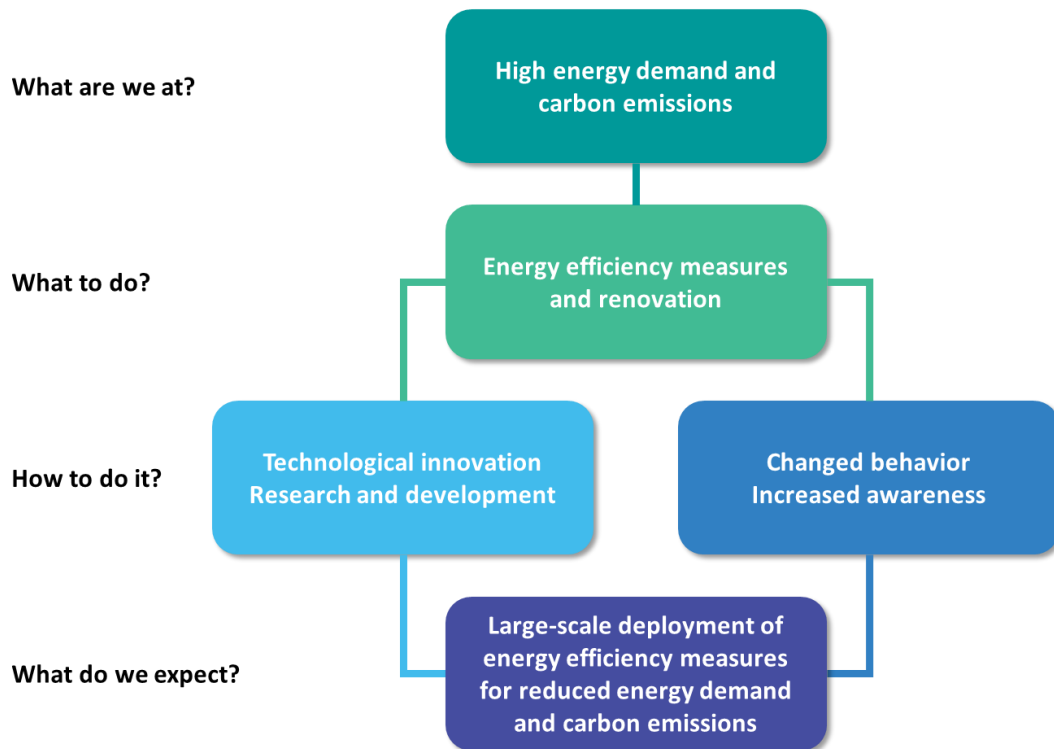 What are we at?
High energy demand and
carbon emissions
What to do?
Energy efficiency measures
and renovation
How to do it?
Technological innovation
Research and development
Changed behavior
Increased awareness
What do we expect?
Large-scale deployment of
energy efficiency measures
for reduced energy demand
and carbon emissions